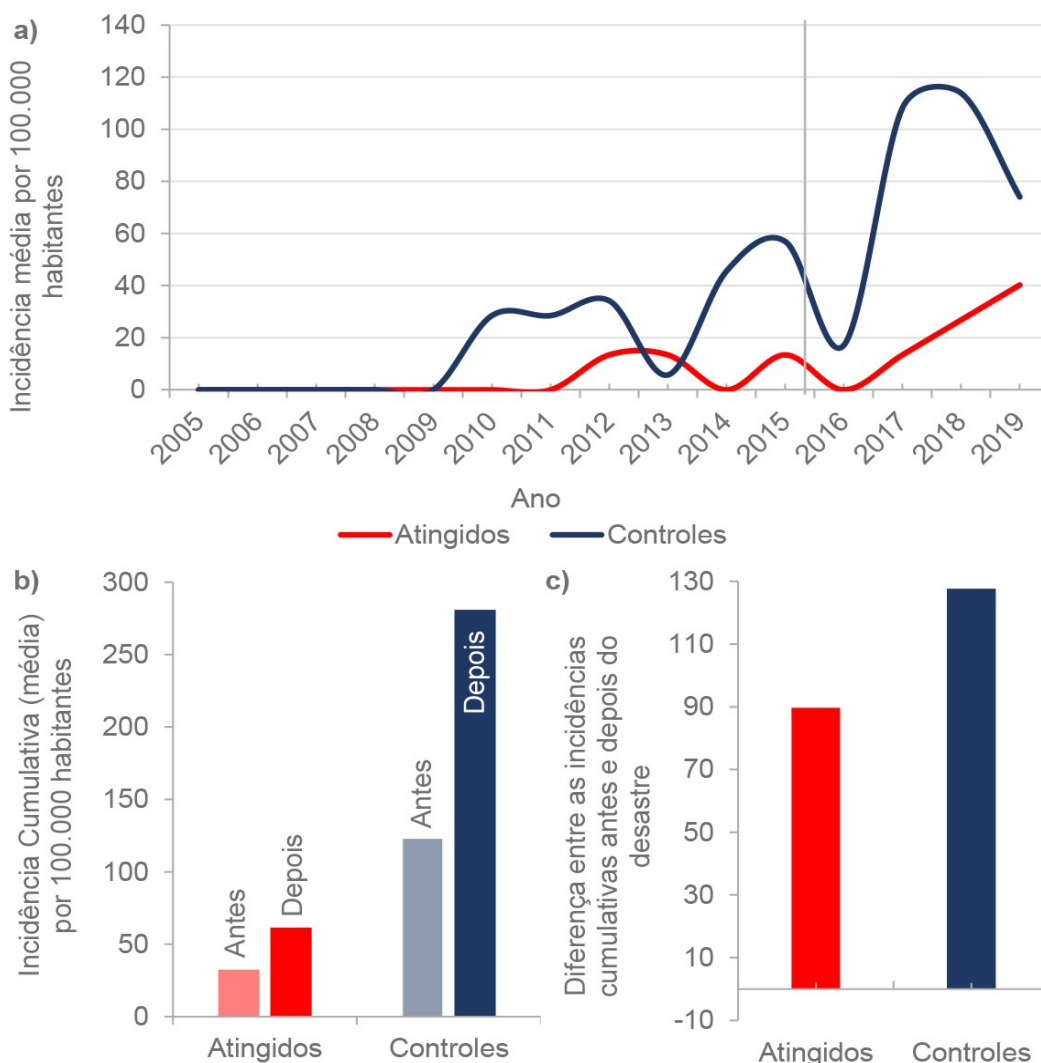 a)
Incidência média por 100.000
habitantes
140
120
100
80
60
40
20
0
2005
2006
2007
2008
2009
2010
2011
2012
2013
2014
2015
2016
2017
2018
2019
Ano
Atingidos
Controles
b)
Incidência Cumulativa (média)
por 100.000 habitantes
300
250
200
150
100
50
0
Antes
Depois
Antes
Depois
Atingidos
Controles
c)
Diferença entre as incidências
cumulativas antes e depois do
desastre
130
110
90
70
50
30
10
-10
Atingidos
Controles